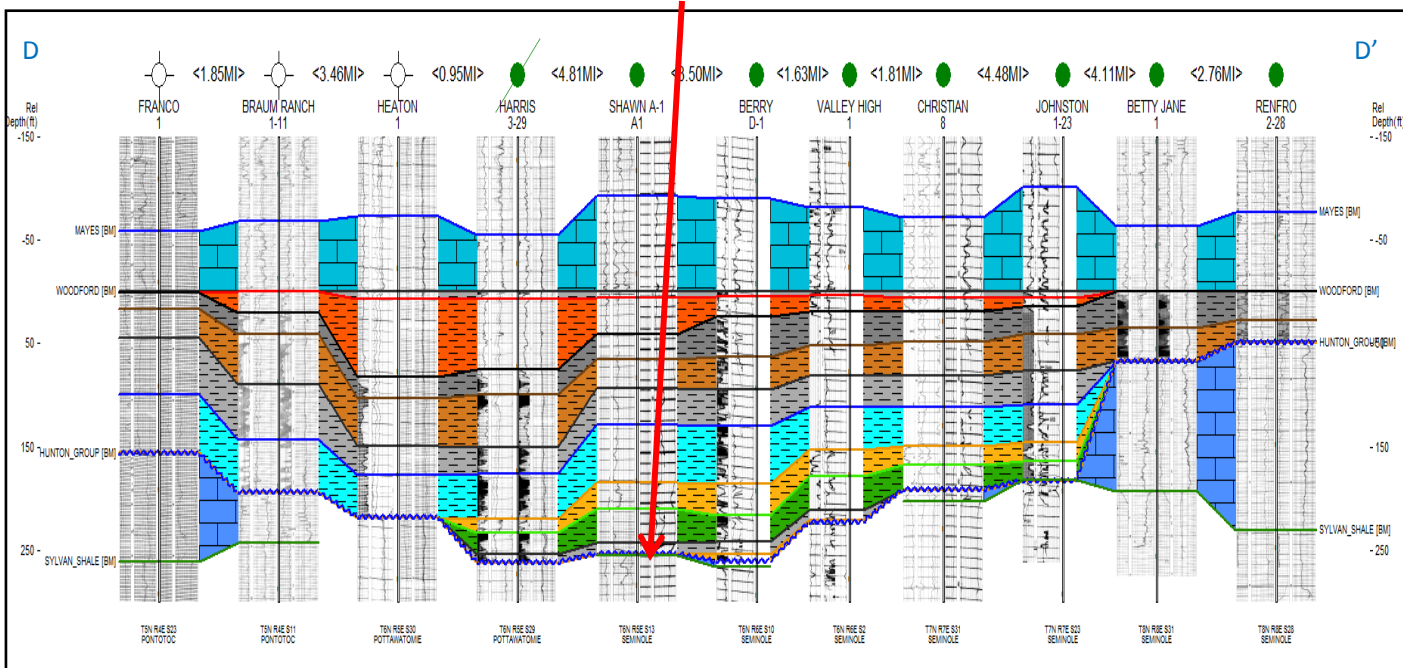 D D'
<1.85MI> <3.46MI> <0.95MI> <4.81MI> <3.50MI> <1.63MI> <1.81MI> <4.48MI> <4.11MI> <2.76MI>
Rel FRANCO BRAUM RANCH HEATON HARRIS SHAWN A-1 BERRY VALLEY HIGH CHRISTIAN JOHNSTON BETTY JANE RENFRO Rel
Depth(ft) 1 1-11 1 3-29 A1 D-1 1 8 1-23 1 2-28 Depth(ft)
-150 -150
MAYES [BM] MAYES [BM]
-50 -50
WOODFORD [BM] WOODFORD [BM]
50 HUNTON_GROUP [BM]
150 HUNTON_GROUP [BM] 150
SYLVAN_SHALE [BM]
250 250
SYLVAN_SHALE [BM]
T5N R4E S23 T6N R4E S11 T6N R5E S30 T6N R5E S29 T6N R5E S13 T6N R6E S10 T6N R6E S2 T7N R7E S31 T7N R7E S23 T8N R8E S31 T8N R8E S28
PONTOTOC PONTOTOC POTTAWATOMIE POTTAWATOMIE SEMINOLE SEMINOLE SEMINOLE SEMINOLE SEMINOLE SEMINOLE SEMINOLE